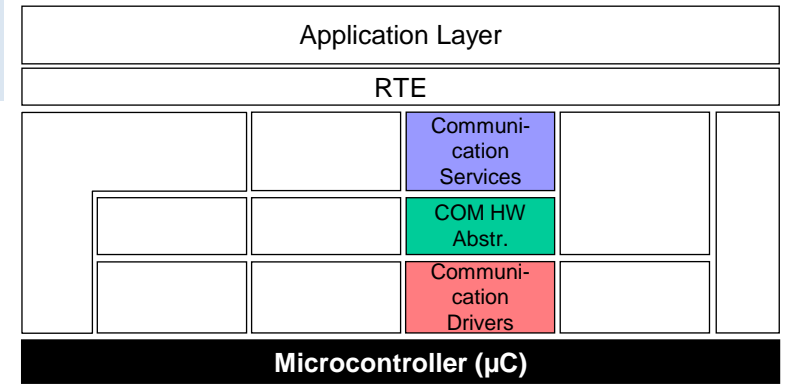 Application Layer
RTE
Communi-
cation
Services
COM HW
Abstr.
Communi-
cation
Drivers
Microcontroller (µC)